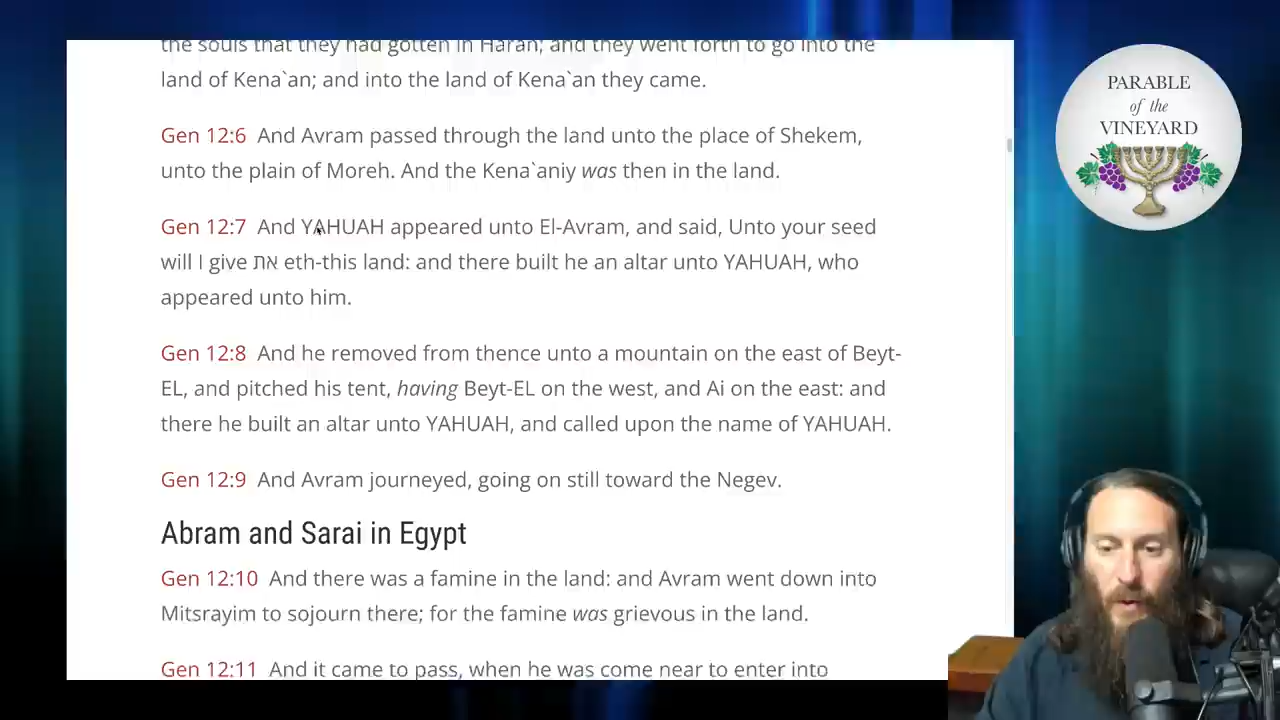 the souls that they had gotten in Haran; and they went forth to go into the
land of Kena`an; and into the land of Kena`an they came.
Gen 12:6 And Avram passed through the land unto the place of Shekem,
unto the plain of Moreh. And the Kena`aniy was then in the land.
Gen 12:7 And YAHUAH appeared unto El-Avram, and said, Unto your seed
will I give את eth-this land: and there built he an altar unto YAHUAH, who
appeared unto him.
Gen 12:8 And he removed from thence unto a mountain on the east of Beyt-
EL, and pitched his tent, having Beyt-EL on the west, and Ai on the east: and
there he built an altar unto YAHUAH, and called upon the name of YAHUAH.
Gen 12:9 And Avram journeyed, going on still toward the Negev.
Abram and Sarai in Egypt
Gen 12:10 And there was a famine in the land: and Avram went down into
Mitsrayim to sojourn there; for the famine was grievous in the land.
Gen 12:11 And it came to pass, when he was come near to enter into
PARABLE
of the
VINEYARD